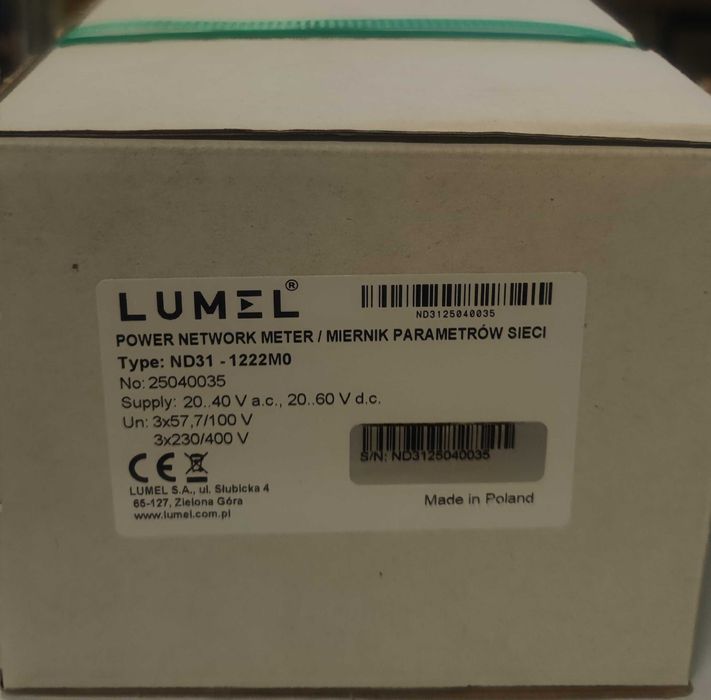 LUMEL®
ND3125040035
POWER NETWORK METER / MIERNIK PARAMETRÓW SIECI
Type: ND31 - 1222M0
No: 25040035
Supply: 20..40 V a.c., 20..60 V d.c.
Un: 3x57,7/100 V
3x230/400 V
S/N: ND3125040035
CE
LUMEL S.A., ul. Słubicka 4
65-127, Zielona Góra
www.lumel.com.pl
Made in Poland